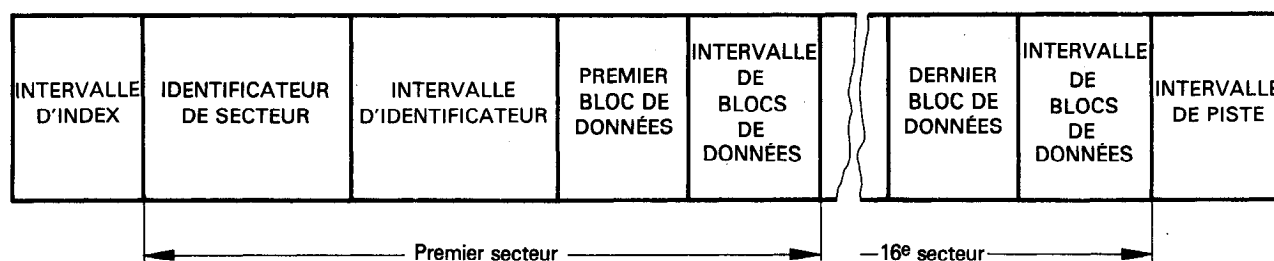 INTERVALLE
D'INDEX
IDENTIFICATEUR
DE SECTEUR
INTERVALLE
D'IDENTIFICATEUR
PREMIER
BLOC DE
DONNÉES
INTERVALLE
DE
BLOCS
DE
DONNÉES
DERNIER
BLOC DE
DONNÉES
INTERVALLE
DE
BLOCS
DE
DONNÉES
INTERVALLE
DE PISTE
Premier secteur
16e secteur